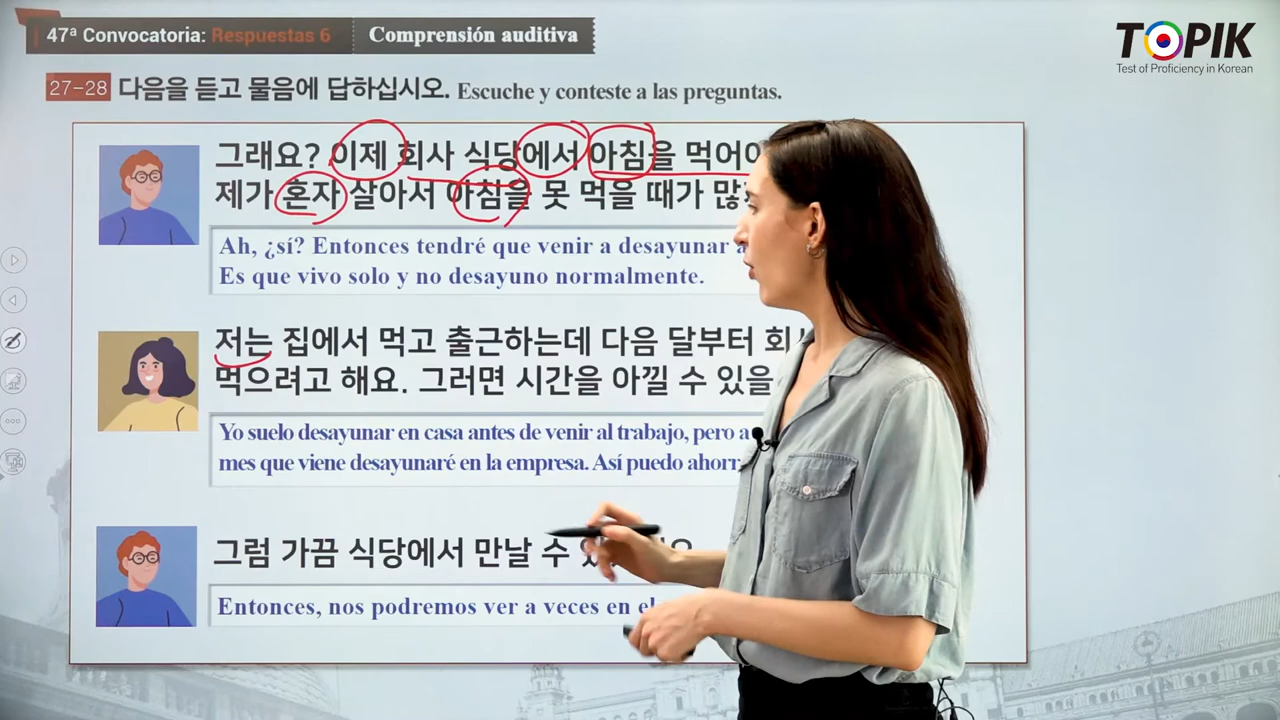 47ª Convocatoria: Respuestas 6 Comprensión auditiva
TOPIK
Test of Proficiency in Korean
27-28 다음을 듣고 물음에 답하십시오. Escuche y conteste a las preguntas.
그래요? 이제 회사 식당에서 아침을
제가 혼자 살아서 아침을 못 먹을 때가
Ah, ¿sí? Entonces tendré que venir a desayunar
Es que vivo solo y no desayuno normalmente.
저는 집에서 먹고 출근하는데 다음 달부터
먹으려고 해요. 그러면 시간을 아낄 수 있을
Yo suelo desayunar en casa antes de venir al trabajo, pero
mes que viene desayunaré en la empresa. Así puedo
그럼 가끔 식당에서 만날 수
Entonces, nos podremos ver a veces en